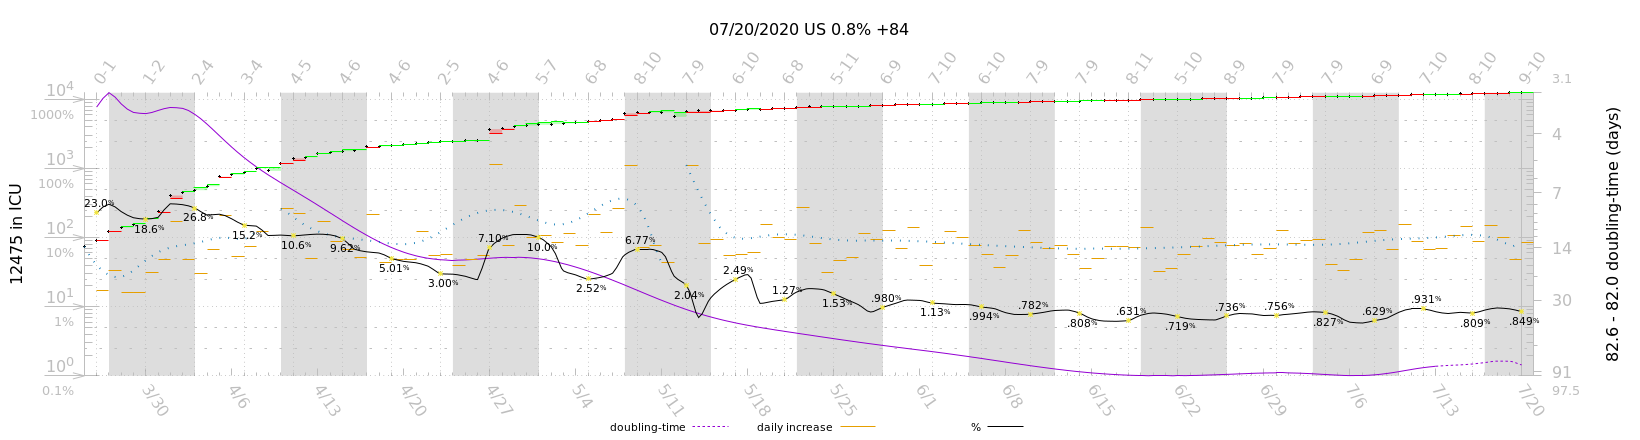 07/20/2020 US 0.8% +84
0-1 1-2 2-4 3-4 4-5 4-6 4-6 2-5 4-6 5-7 6-8 8-10 7-9 6-10 6-8 5-11 6-9 7-10 6-10 7-9 7-9 8-11 5-10 8-9 7-9 7-9 6-9 7-10 8-10 9-10
12475 in ICU
10⁴
1000%
10³
100%
10²
10%
10¹
1%
10⁰
0.1%
23.0% 18.6% 26.8% 15.2% 10.6% 9.62% 5.01% 3.00% 7.10% 10.0% 2.52% 6.77% 2.04% 2.49% 1.27% 1.53% .980% 1.13% .994% .782% .808% .631% .719% .736% .756% .827% .629% .931% .809% .849%
3.1
4
7
14
30
91
97.5
82.6 - 82.0 doubling-time (days)
3/30 4/6 4/13 4/20 4/27 5/4 5/11 5/18 5/25 6/1 6/8 6/15 6/22 6/29 7/6 7/13 7/20
doubling-time daily increase %